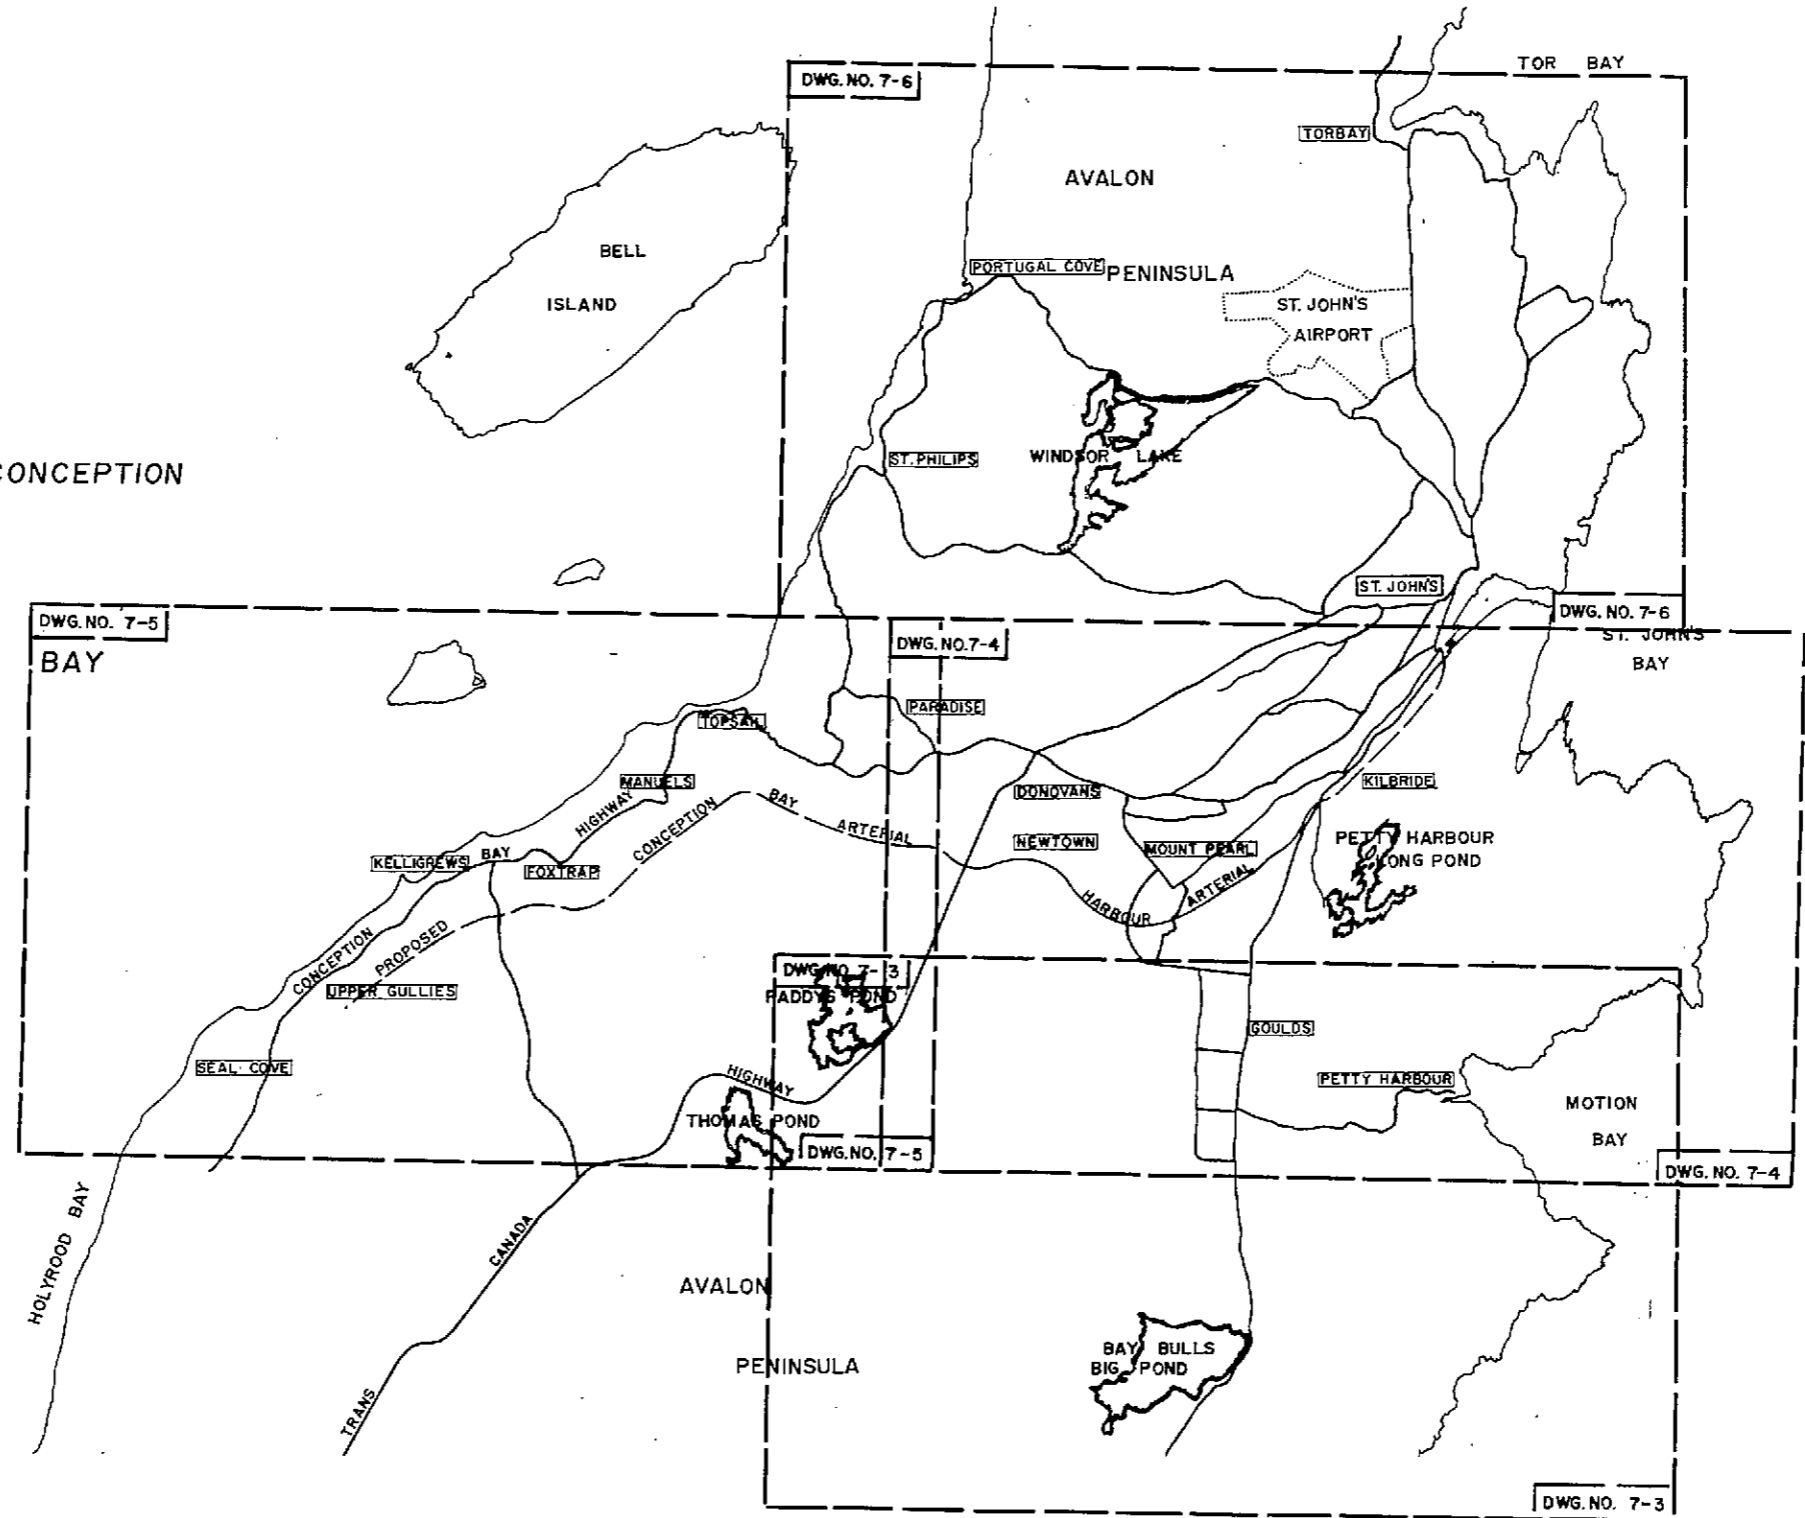 TOR BAY
DWG. NO. 7-6
TORBAY
AVALON
BELL
ISLAND
PORTUGAL COVE
PENINSULA
ST. JOHN'S
AIRPORT
ST. PHILIPS
WINDSOR LAKE
CONCEPTION
ST. JOHN'S
DWG. NO. 7-6
DWG. NO. 7-5
ST. JOHN'S
BAY
DWG. NO. 7-4
BAY
PARADISE
TOPSAIL
MANUELS
DONOVANS
KILBRIDE
HIGHWAY
CONCEPTION
BAY
ARTERIAL
NEWTOWN
MOUNT PEARL
PETTY HARBOUR
LONG POND
KELLIGREWS
BAY
FOXTRAP
HARBOUR
ARTERIAL
CONCEPTION
PROPOSED
DWG. NO. 7-3
PADDYS POND
UPPER GULLIES
GOULDS
SEAL COVE
HIGHWAY
PETTY HARBOUR
MOTION
BAY
THOMAS POND
DWG. NO. 7-5
DWG. NO. 7-4
HOLYROOD BAY
CANADA
AVALON
TRANS
PENINSULA
BAY BULLS
BIG POND
DWG. NO. 7-3